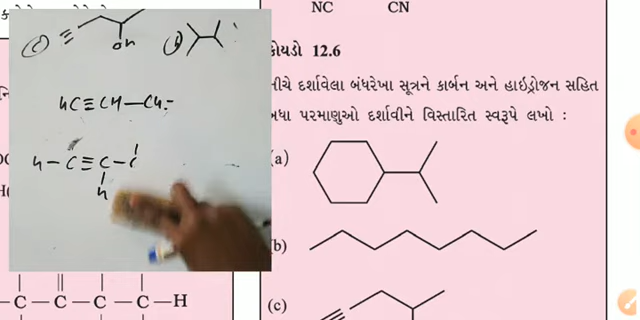 NC CN
કોયડો 12.6
નીચે દર્શાવેલા બંધરેખા સૂત્રને કાર્બન અને હાઇડ્રોજન સહિત
બધા પરમાણુઓ દર્શાવીને વિસ્તારિત સ્વરૂપે લખો :
(a)
(b)
(c)
(c)
OH
(b)
HC≡CH—CH=
H—C≡C—C
H
—C—C—C—C—H